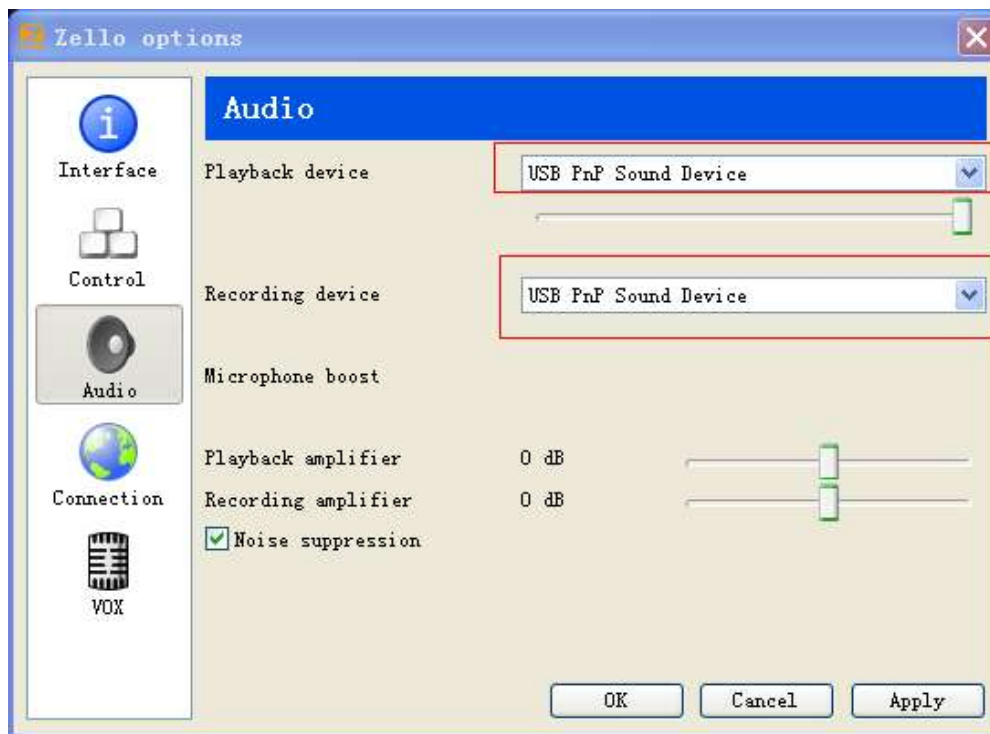 Zello options
Audio
Interface
Control
Audio
Connection
VOX
Playback device
USB PnP Sound Device
Recording device
USB PnP Sound Device
Microphone boost
Playback amplifier 0 dB
Recording amplifier 0 dB
Noise suppression
OK Cancel Apply